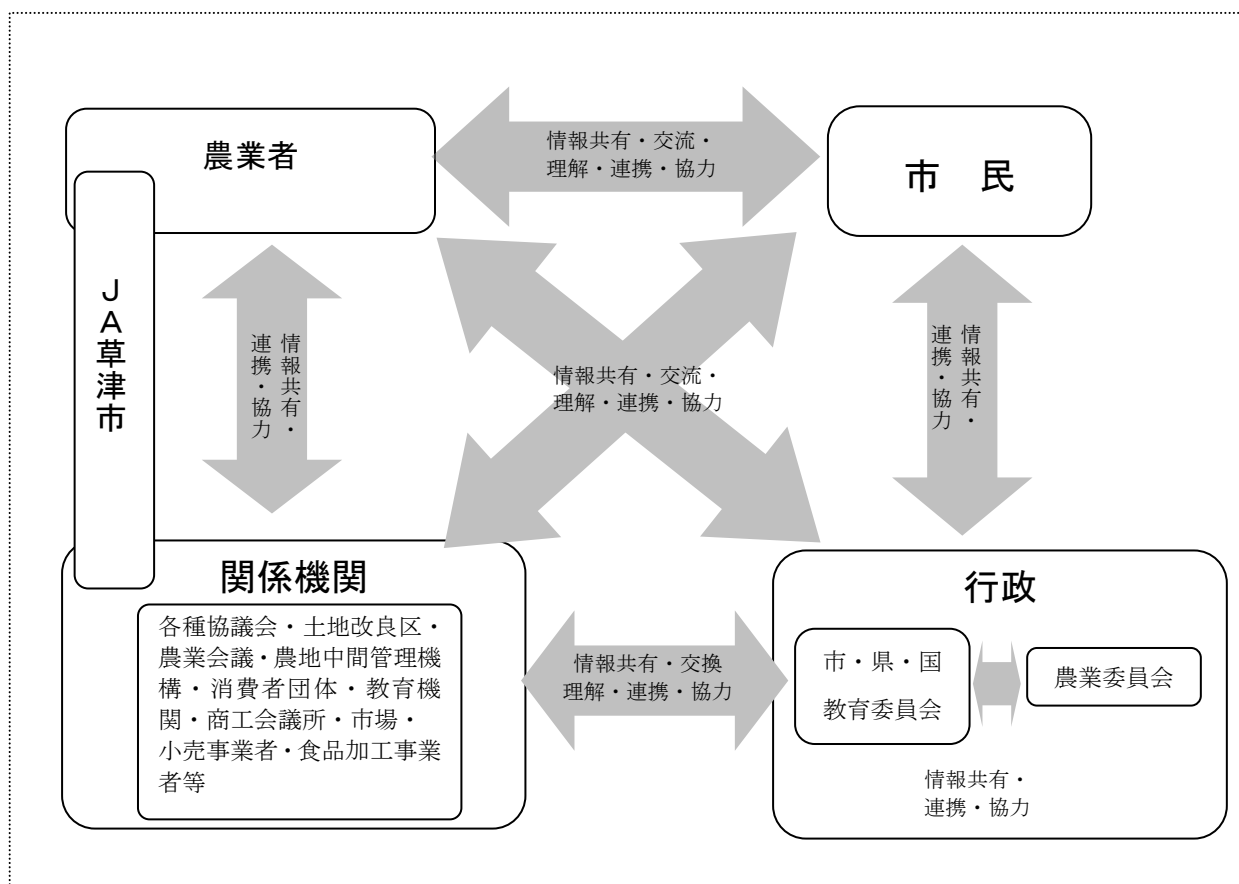 農業者
情報共有・交流・
理解・連携・協力
市　民
ＪＡ草津市
情報共有・
連携・協力
情報共有・交流・
理解・連携・協力
情報共有・
連携・協力
関係機関
各種協議会・土地改良区・
農業会議・農地中間管理機
構・消費者団体・教育機
関・商工会議所・市場・
小売事業者・食品加工事業
者等
情報共有・交換
理解・連携・協力
行政
市・県・国
教育委員会
農業委員会
情報共有・
連携・協力